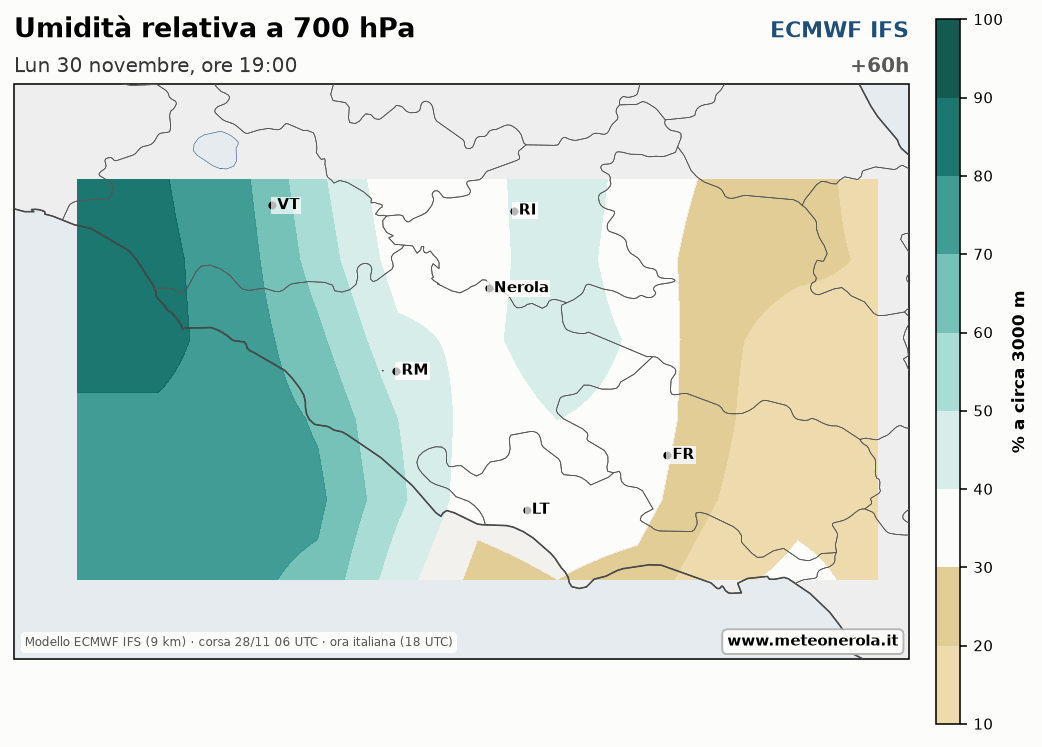 Umidità relativa a 700 hPa
ECMWF IFS
Lun 30 novembre, ore 19:00
+60h
VT
RI
Nerola
RM
FR
LT
100
90
80
70
60
50
40
30
20
10
% a circa 3000 m
Modello ECMWF IFS (9 km) · corsa 28/11 06 UTC · ora italiana (18 UTC)
www.meteonerola.it